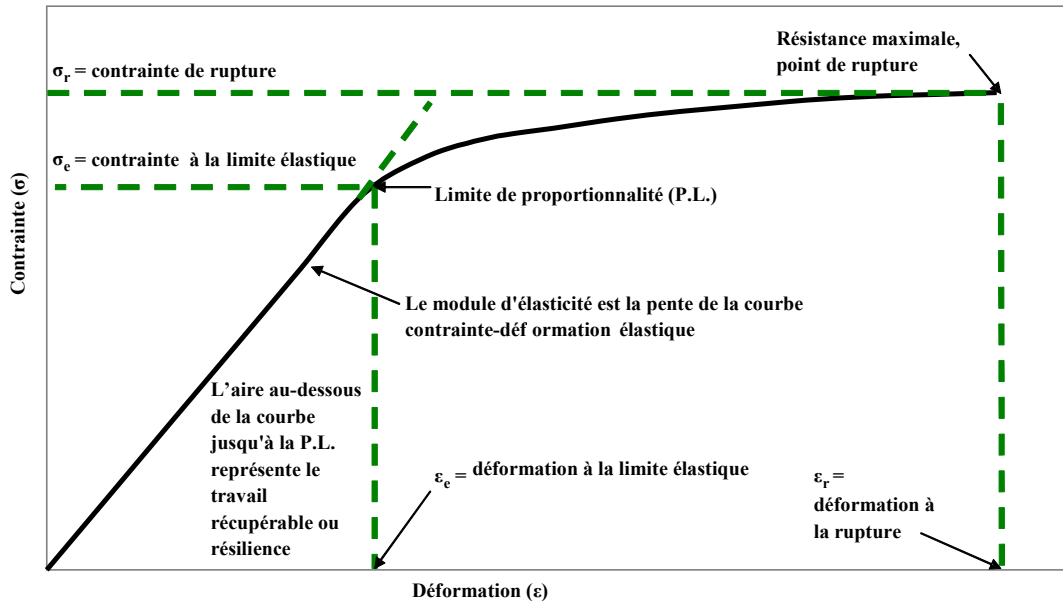 Résistance maximale,
point de rupture
σr = contrainte de rupture
σe = contrainte à la limite élastique
Limite de proportionnalité (P.L.)
Contrainte (σ)
Le module d'élasticité est la pente de la courbe
contrainte-déf ormation élastique
L’aire au-dessous
de la courbe
jusqu'à la P.L.
représente le
travail
récupérable ou
résilience
εe = déformation à la limite élastique
εr =
déformation à
la rupture
Déformation (ε)